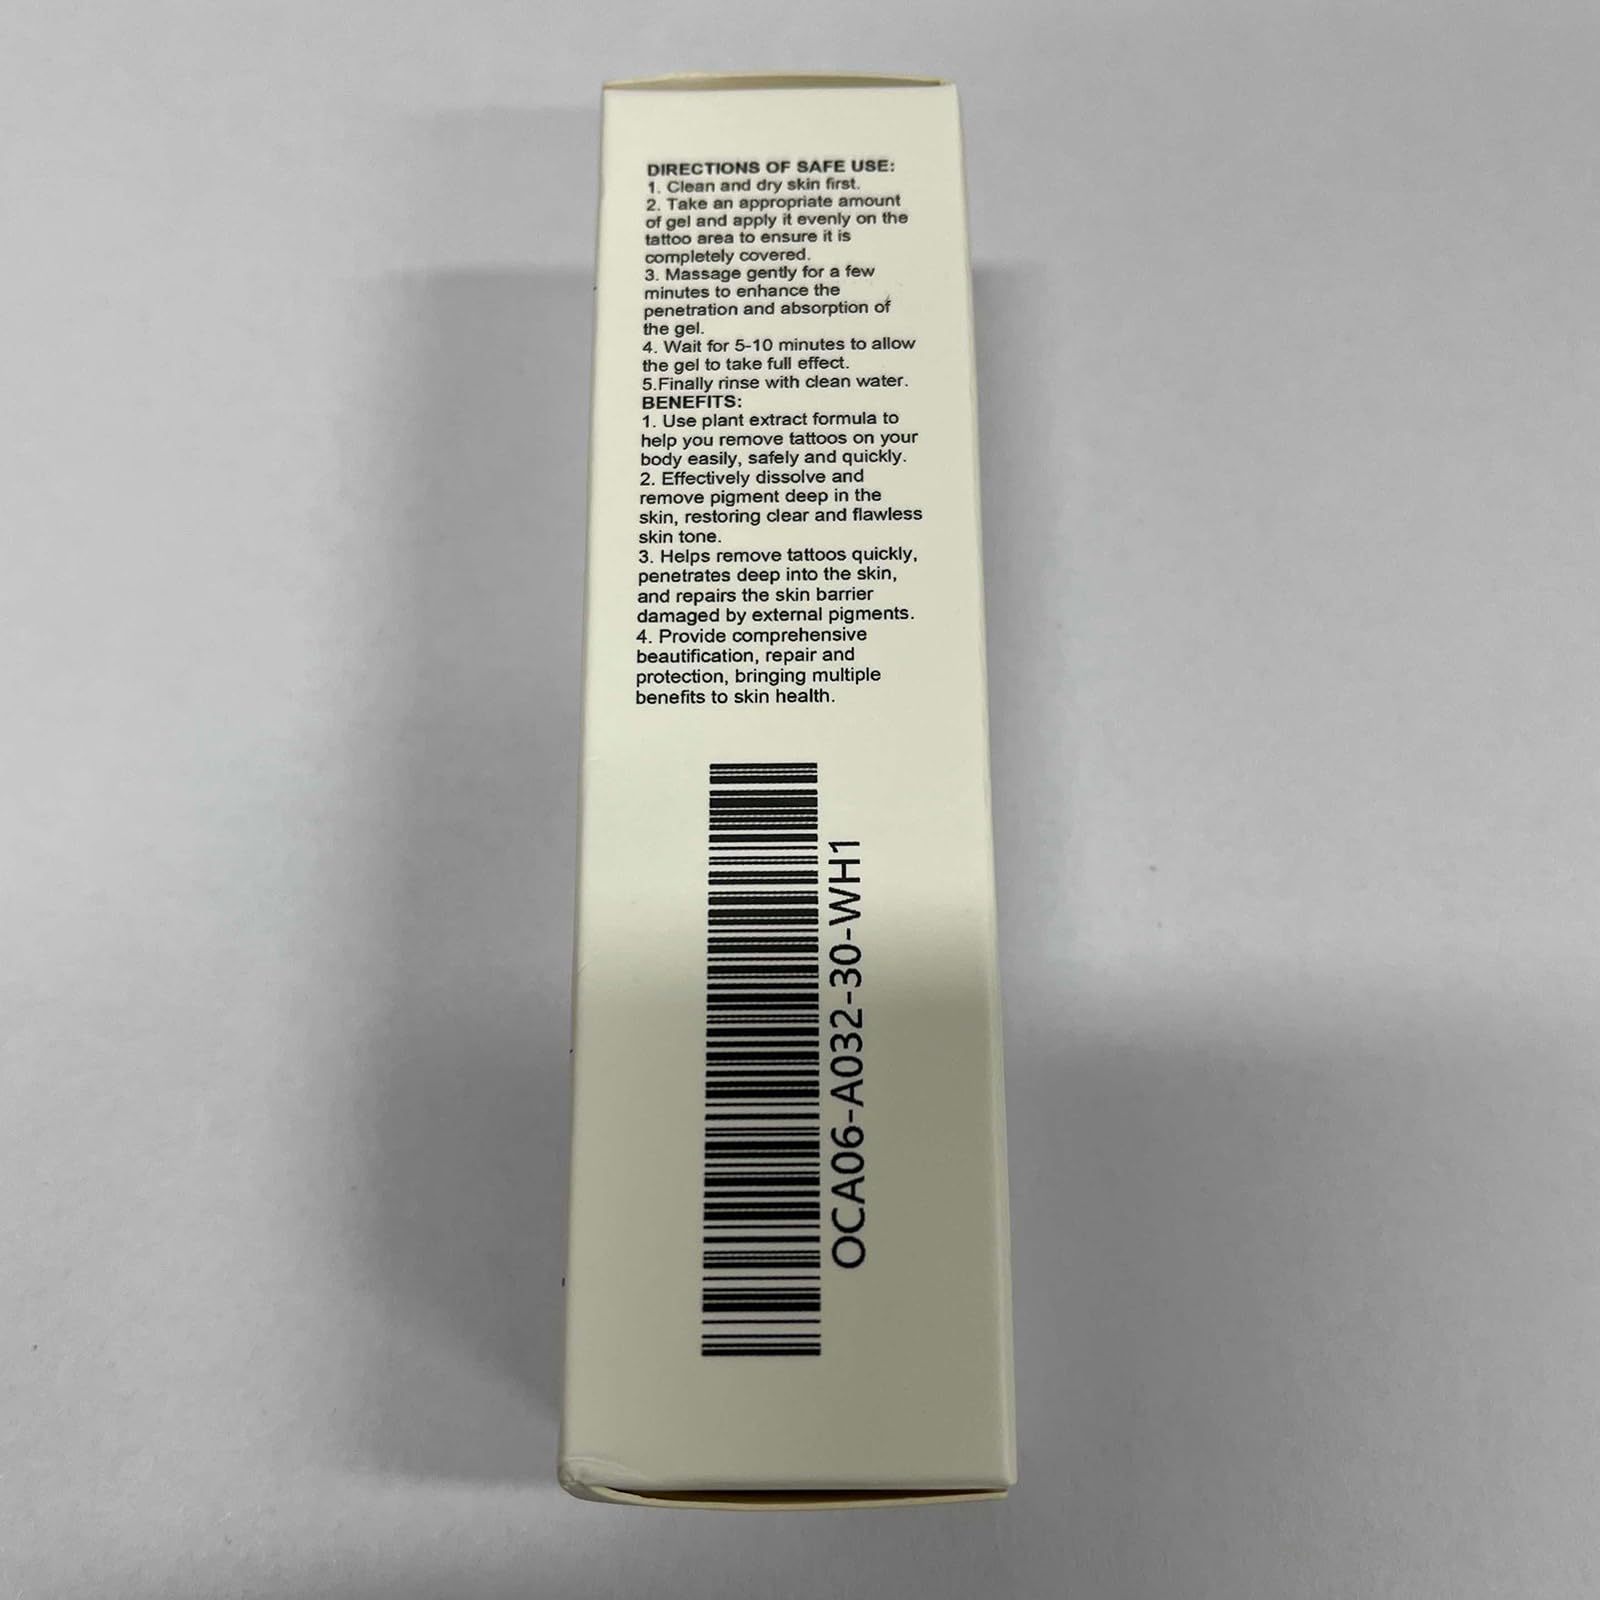 DIRECTIONS OF SAFE USE:
1. Clean and dry skin first.
2. Take an appropriate amount
of gel and apply it evenly on the
tattoo area to ensure it is
completely covered.
3. Massage gently for a few
minutes to enhance the
penetration and absorption of
the gel.
4. Wait for 5-10 minutes to allow
the gel to take full effect.
5.Finally rinse with clean water.
BENEFITS:
1. Use plant extract formula to
help you remove tattoos on your
body easily, safely and quickly.
2. Effectively dissolve and
remove pigment deep in the
skin, restoring clear and flawless
skin tone.
3. Helps remove tattoos quickly,
penetrates deep into the skin,
and repairs the skin barrier
damaged by external pigments.
4. Provide comprehensive
beautification, repair and
protection, bringing multiple
benefits to skin health.
OCA06-A032-30-WH1